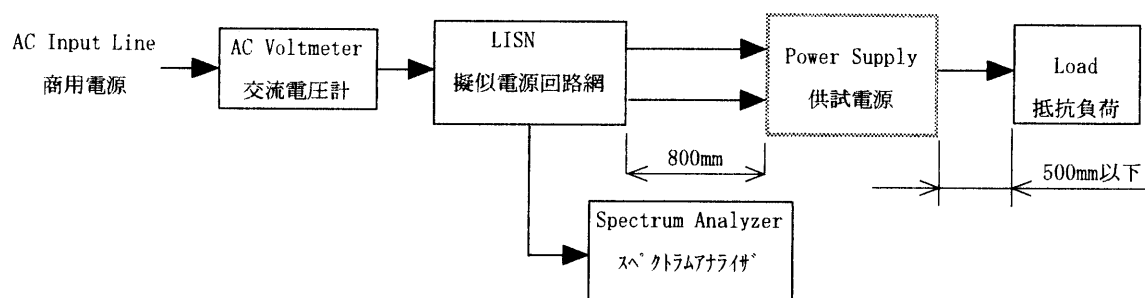 AC Input Line
商用電源
AC Voltmeter
交流電圧計
LISN
擬似電源回路網
Power Supply
供試電源
Load
抵抗負荷
800mm
500mm以下
Spectrum Analyzer
ｽﾍﾟｸﾄﾗﾑｱﾅﾗｲｻﾞ